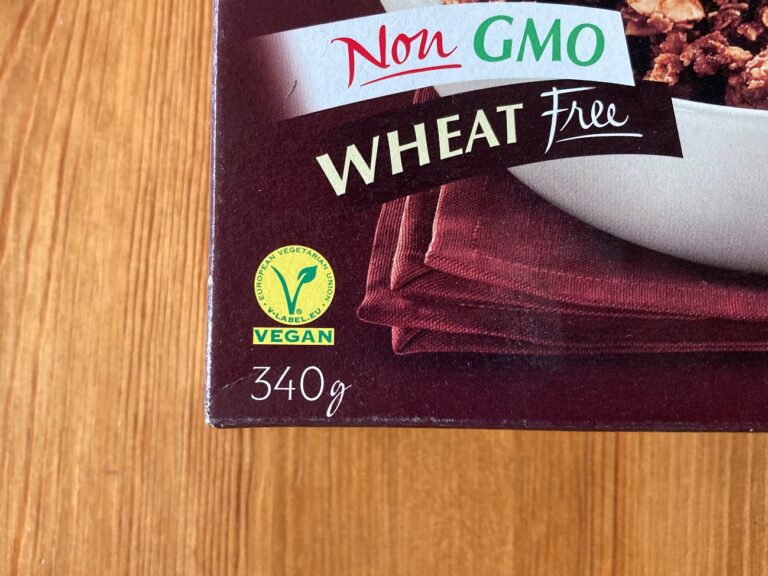 Non GMO
WHEAT Free
EUROPEAN VEGETARIAN UNION
V-LABEL.EU
®
VEGAN
340g